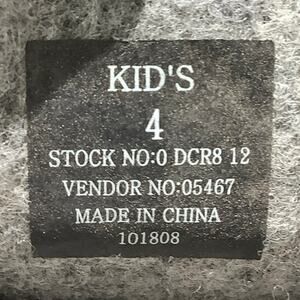 KID'S
4
STOCK NO:0 DCR8 12
VENDOR NO:05467
MADE IN CHINA
101808